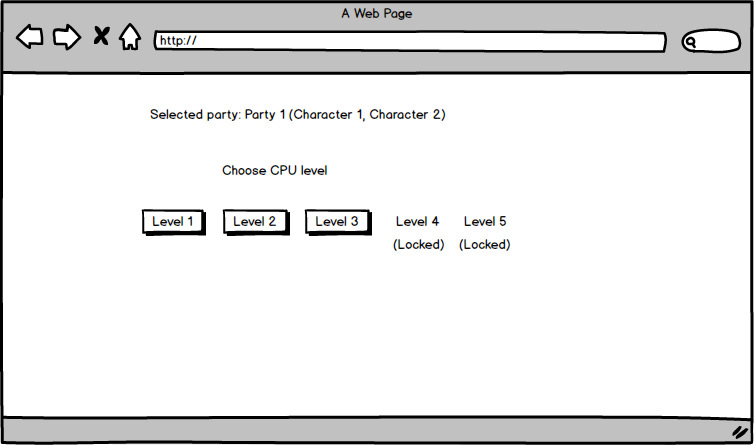 A Web Page
http://
Selected party: Party 1 (Character 1, Character 2)
Choose CPU level
Level 1 Level 2 Level 3 Level 4 Level 5
(Locked) (Locked)